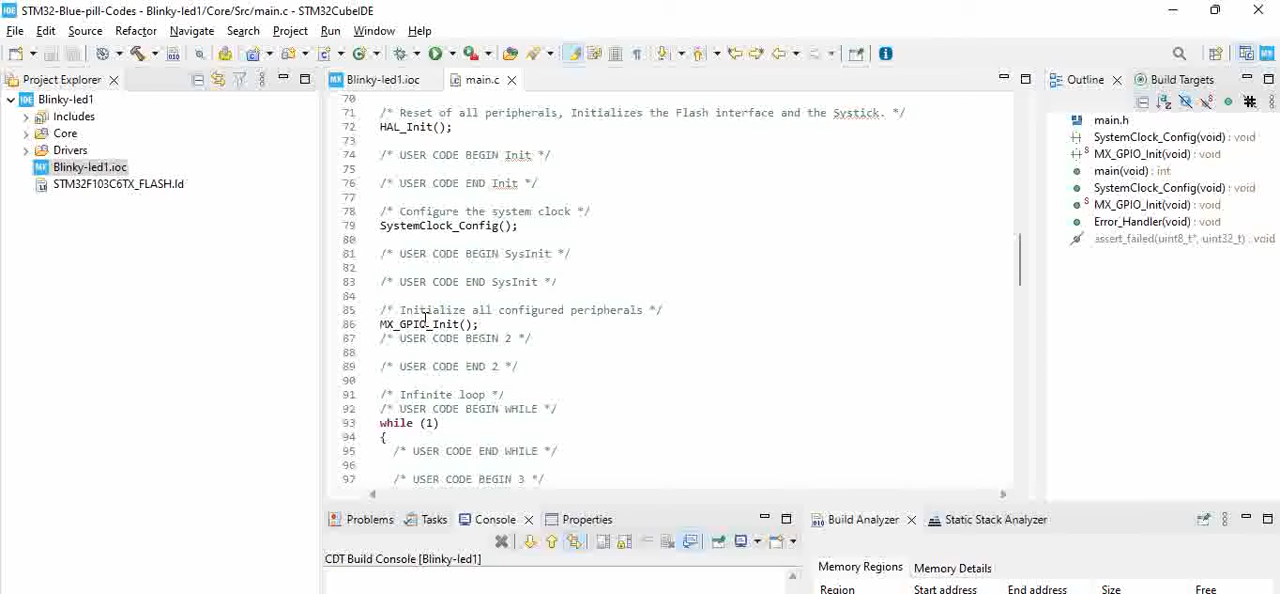 STM32-Blue-pill-Codes - Blinky-led1/Core/Src/main.c - STM32CubeIDE
File Edit Source Refactor Navigate Search Project Run Window Help
Project Explorer
Blinky-led1
Includes
Core
Drivers
Blinky-led1.ioc
STM32F103C6TX_FLASH.ld
Blinky-led1.ioc
main.c
70
71 /* Reset of all peripherals, Initializes the Flash interface and the Systick. */
72 HAL_Init();
73
74 /* USER CODE BEGIN Init */
75
76 /* USER CODE END Init */
77
78 /* Configure the system clock */
79 SystemClock_Config();
80
81 /* USER CODE BEGIN SysInit */
82
83 /* USER CODE END SysInit */
84
85 /* Initialize all configured peripherals */
86 MX_GPIO_Init();
87 /* USER CODE BEGIN 2 */
88
89 /* USER CODE END 2 */
90
91 /* Infinite loop */
92 /* USER CODE BEGIN WHILE */
93 while (1)
94 {
95 /* USER CODE END WHILE */
96
97 /* USER CODE BEGIN 3 */
Outline
Build Targets
main.h
SystemClock_Config(void) : void
MX_GPIO_Init(void) : void
main(void) : int
SystemClock_Config(void) : void
MX_GPIO_Init(void) : void
Error_Handler(void) : void
assert_failed(uint8_t*, uint32_t) : void
Problems Tasks Console Properties
CDT Build Console [Blinky-led1]
Build Analyzer
Static Stack Analyzer
Memory Regions Memory Details
Region Start address End address Size Free